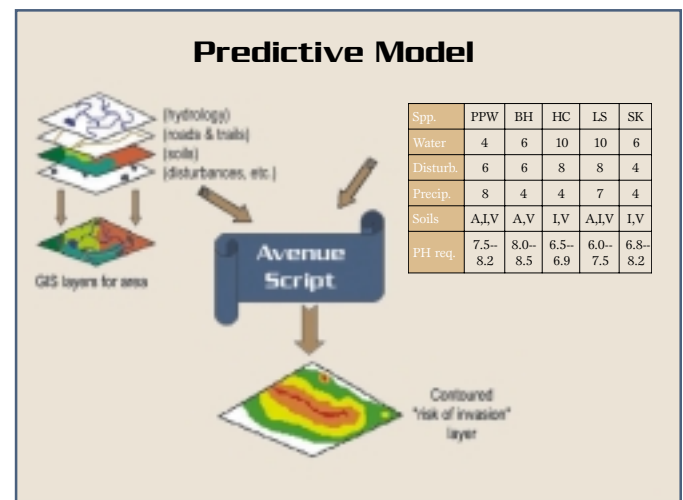 Predictive Model
(hydrology)
(roads & trails)
(soils)
(disturbances, etc.)
GIS layers for area
Spp. PPW BH HC LS SK
Water 4 6 10 10 6
Disturb. 6 6 8 8 4
Precip. 8 4 4 7 4
Soils A,I,V A,V I,V A,I,V I,V
PH req. 7.5-- 8.0-- 6.5-- 6.0-- 6.8--
8.2 8.5 6.9 7.5 8.2
Avenue
Script
Contoured
"risk of invasion"
layer